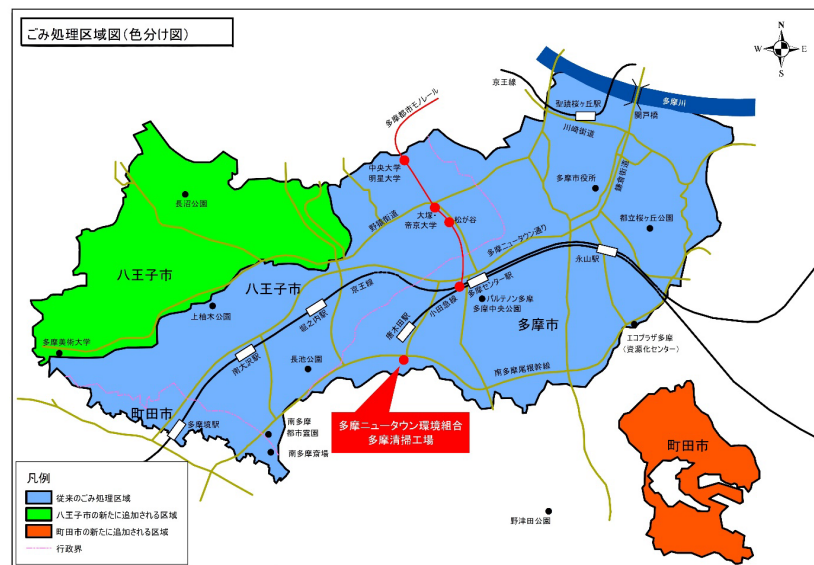 ごみ処理区域図(色分け図)
N
W
E
S
京王線
聖蹟桜ヶ丘駅
多摩川
関戸橋
川崎街道
多摩都市モノレール
中央大学
明星大学
多摩市役所
鎌倉街道
長沼公園
大塚・
帝京大学
松が谷
野猿街道
都立桜ヶ丘公園
多摩ニュータウン通り
八王子市
八王子市
永山駅
京王線
多摩センター駅
小田急線
パルテノン多摩
多摩中央公園
上柚木公園
堀之内駅
唐木田駅
多摩市
エコプラザ多摩
(資源化センター)
多摩美術大学
南大沢駅
長池公園
南多摩尾根幹線
町田市
多摩境駅
南多摩
都市霊園
南多摩斎場
多摩ニュータウン環境組合
多摩清掃工場
町田市
野津田公園
凡例
従来のごみ処理区域
八王子市の新たに追加される区域
町田市の新たに追加される区域
行政界